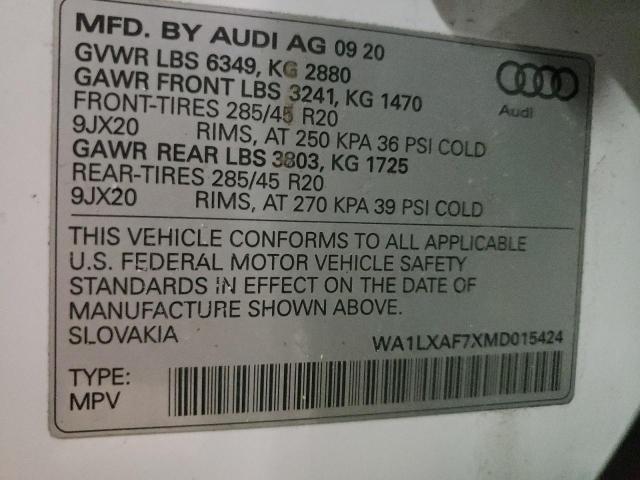 MFD. BY AUDI AG 09 20
GVWR LBS 6349, KG 2880
GAWR FRONT LBS 3241, KG 1470
FRONT-TIRES 285/45 R20
9JX20 RIMS, AT 250 KPA 36 PSI COLD
GAWR REAR LBS 3803, KG 1725
REAR-TIRES 285/45 R20
9JX20 RIMS, AT 270 KPA 39 PSI COLD
Audi
THIS VEHICLE CONFORMS TO ALL APPLICABLE
U.S. FEDERAL MOTOR VEHICLE SAFETY
STANDARDS IN EFFECT ON THE DATE OF
MANUFACTURE SHOWN ABOVE.
SLOVAKIA WA1LXAF7XMD015424
TYPE:
MPV